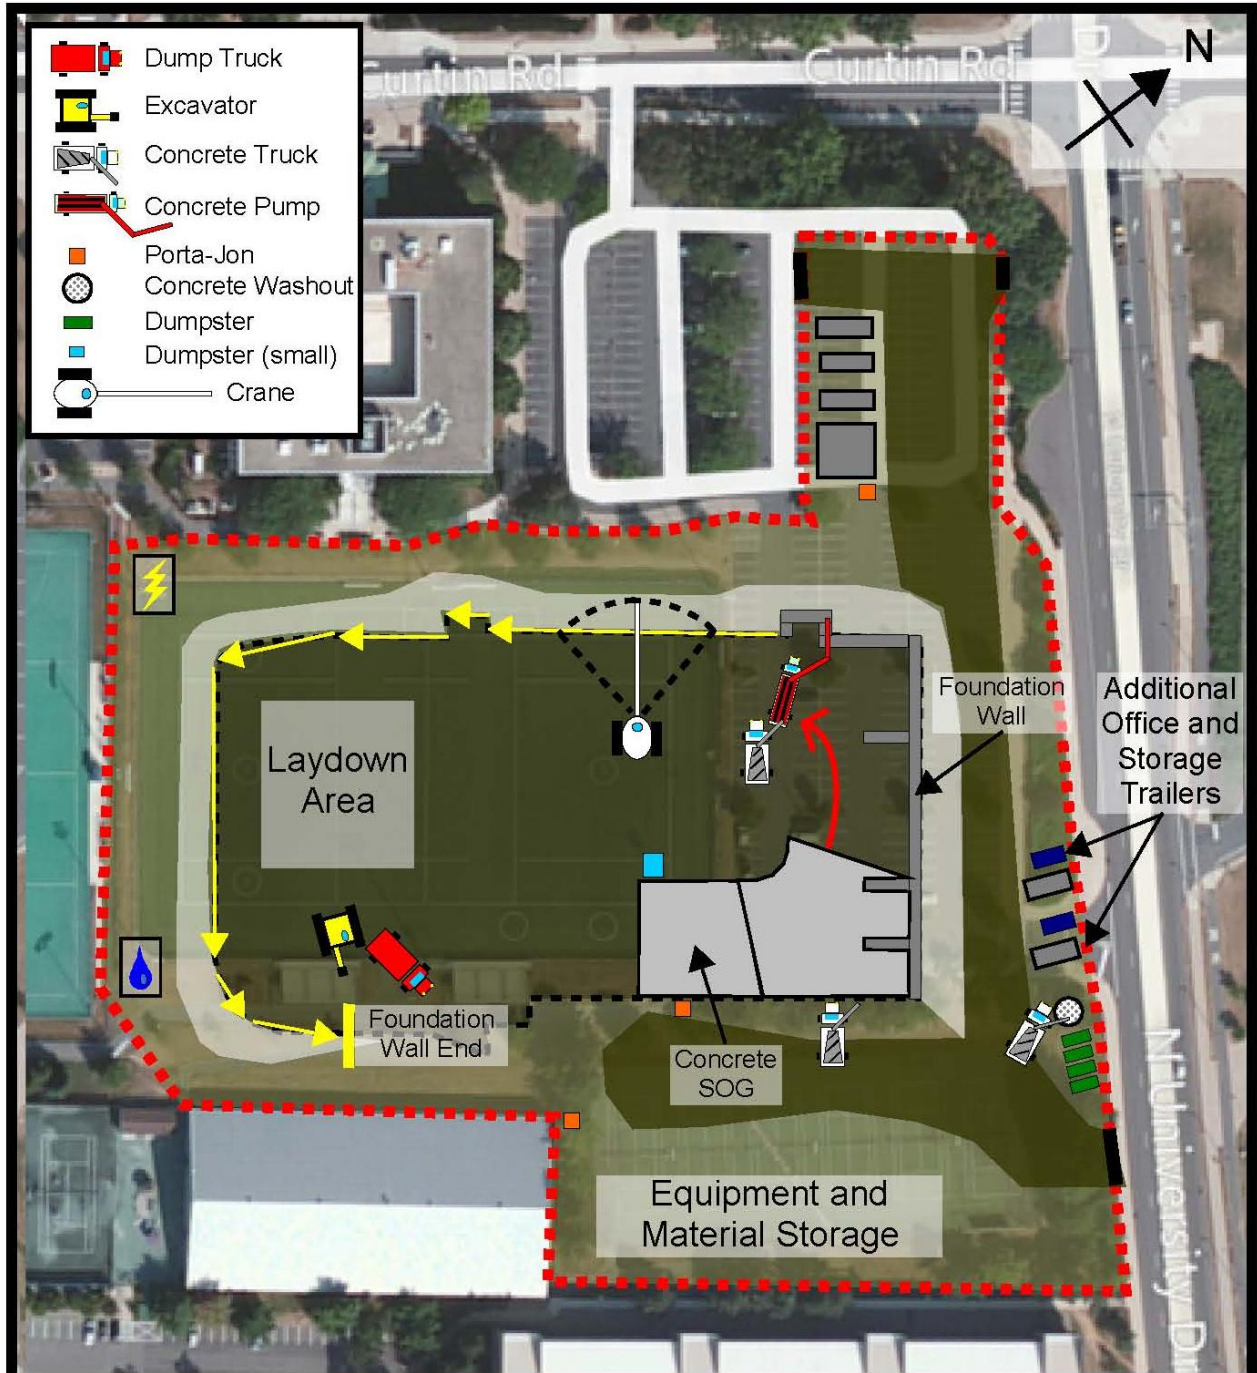 Dump Truck
Excavator
Concrete Truck
Concrete Pump
Porta-Jon
Concrete Washout
Dumpster
Dumpster (small)
Crane
Curtin Rd
Curtin Rd
N
Foundation
Wall
Additional
Office and
Storage
Trailers
Laydown
Area
Foundation
Wall End
Concrete
SOG
Equipment and
Material Storage
N University Dr